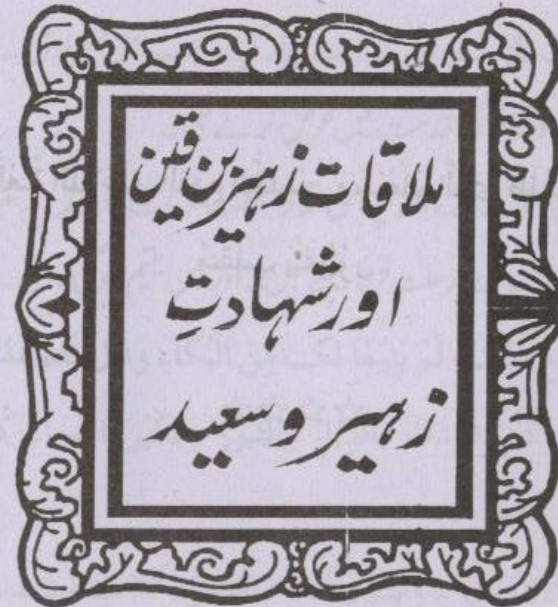 ملاقات زہیر بن قین
اور شہادتِ
زہیر و سعید